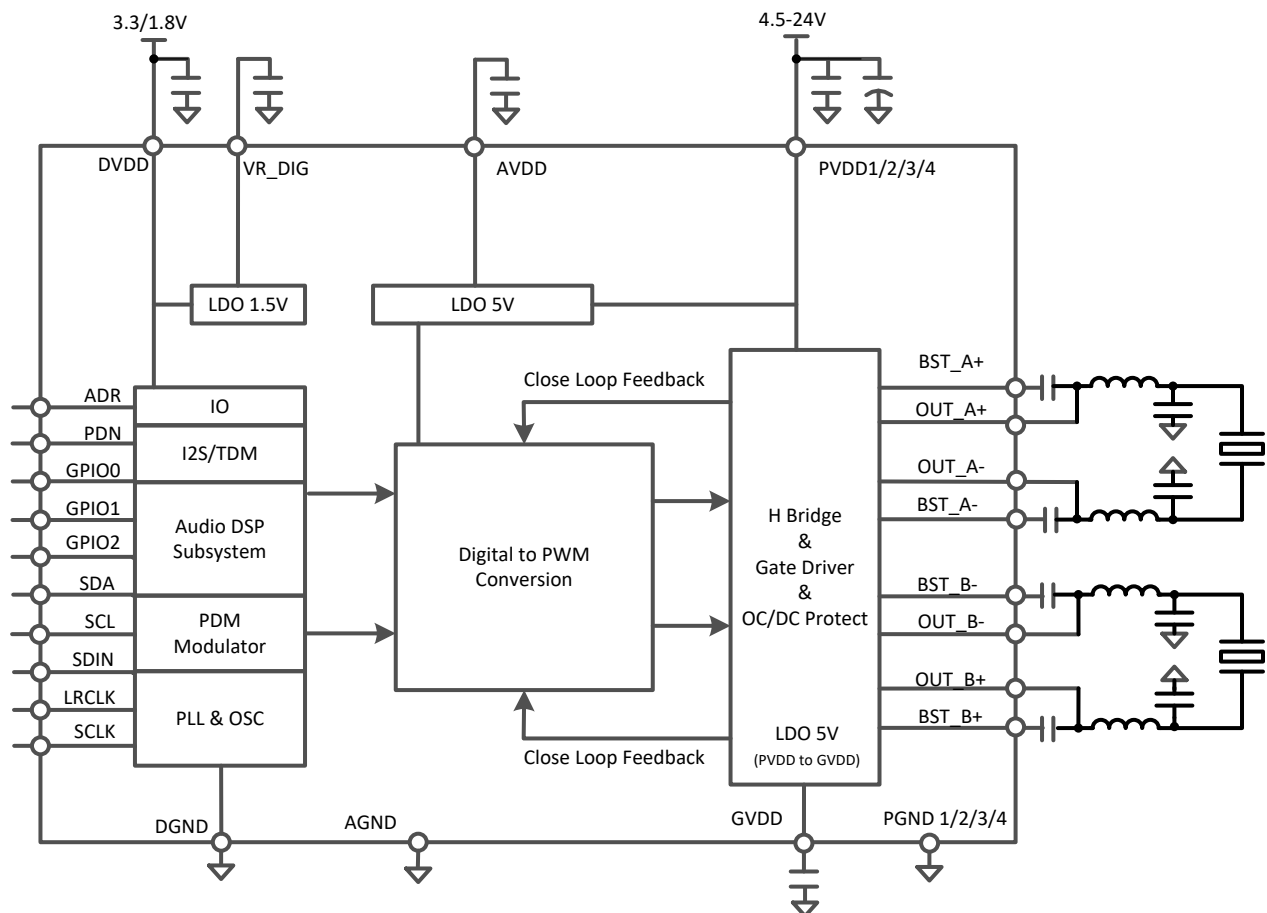 3.3/1.8V
4.5-24V
DVDD
VR_DIG
AVDD
PVDD1/2/3/4
LDO 1.5V
LDO 5V
ADR
PDN
GPIO0
GPIO1
GPIO2
SDA
SCL
SDIN
LRCLK
SCLK
IO
I2S/TDM
Audio DSP
Subsystem
PDM
Modulator
PLL & OSC
Close Loop Feedback
Digital to PWM
Conversion
Close Loop Feedback
H Bridge
&
Gate Driver
&
OC/DC Protect
LDO 5V
(PVDD to GVDD)
BST_A+
OUT_A+
OUT_A-
BST_A-
BST_B-
OUT_B-
OUT_B+
BST_B+
DGND
AGND
GVDD
PGND 1/2/3/4